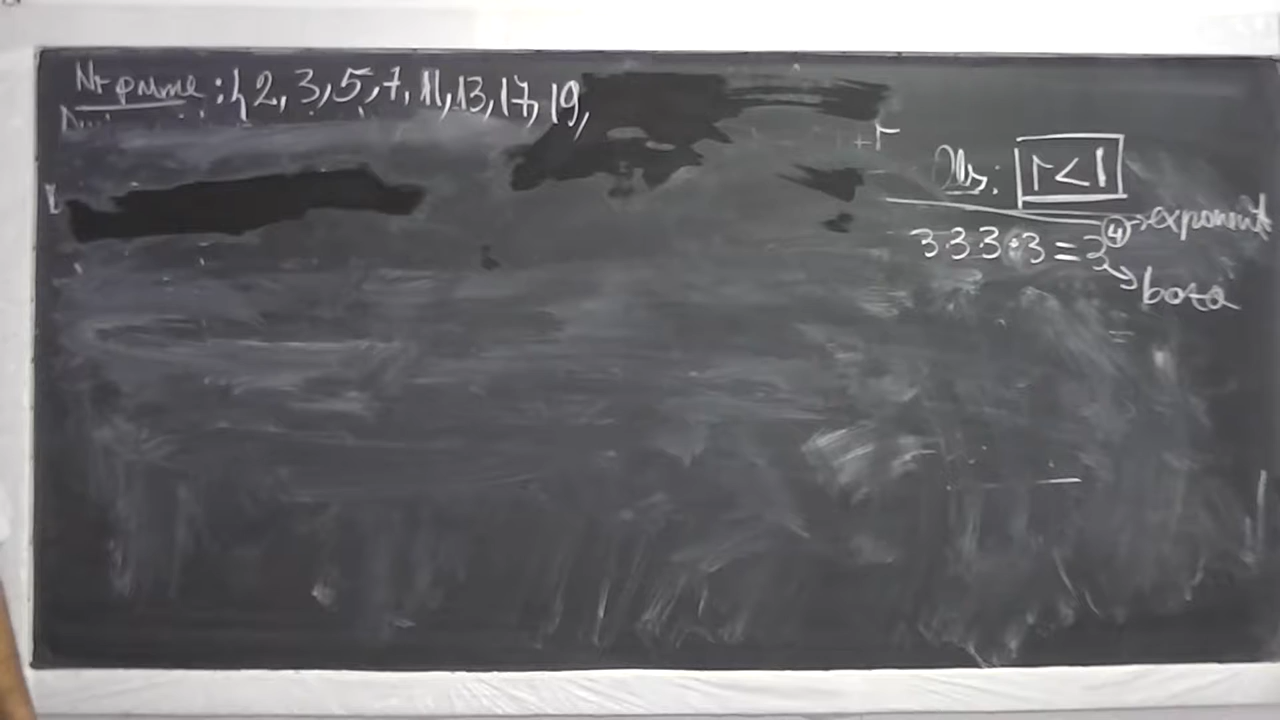 Nr prime : { 2, 3, 5, 7, 11, 13, 17, 19,
+r
Obs: r<1
3·3·3·3 = 3④ → exponent
→ baza